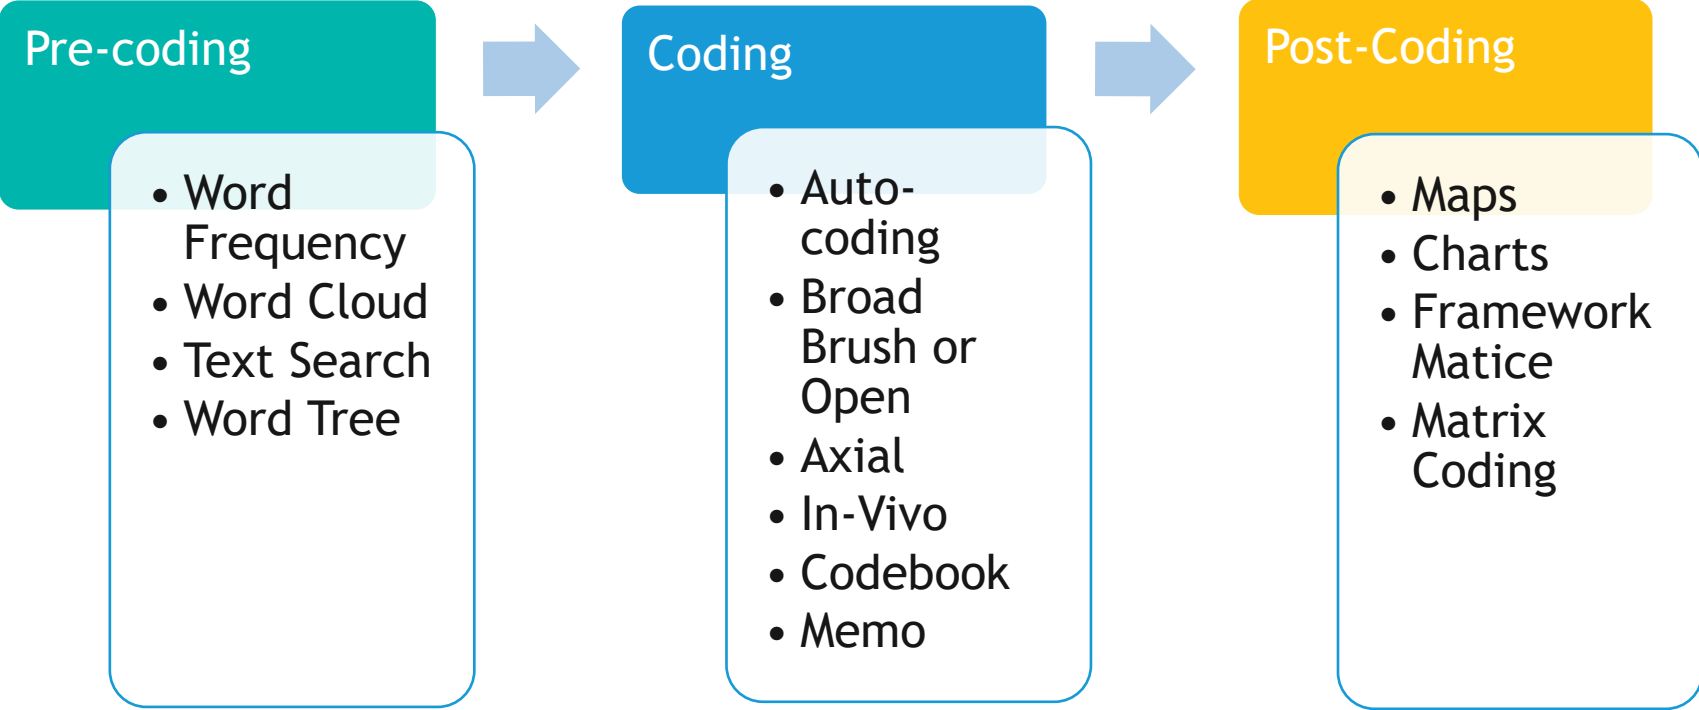 Pre-coding
• Word
Frequency
• Word Cloud
• Text Search
• Word Tree
Coding
• Auto-
coding
• Broad
Brush or
Open
• Axial
• In-Vivo
• Codebook
• Memo
Post-Coding
• Maps
• Charts
• Framework
Matice
• Matrix
Coding